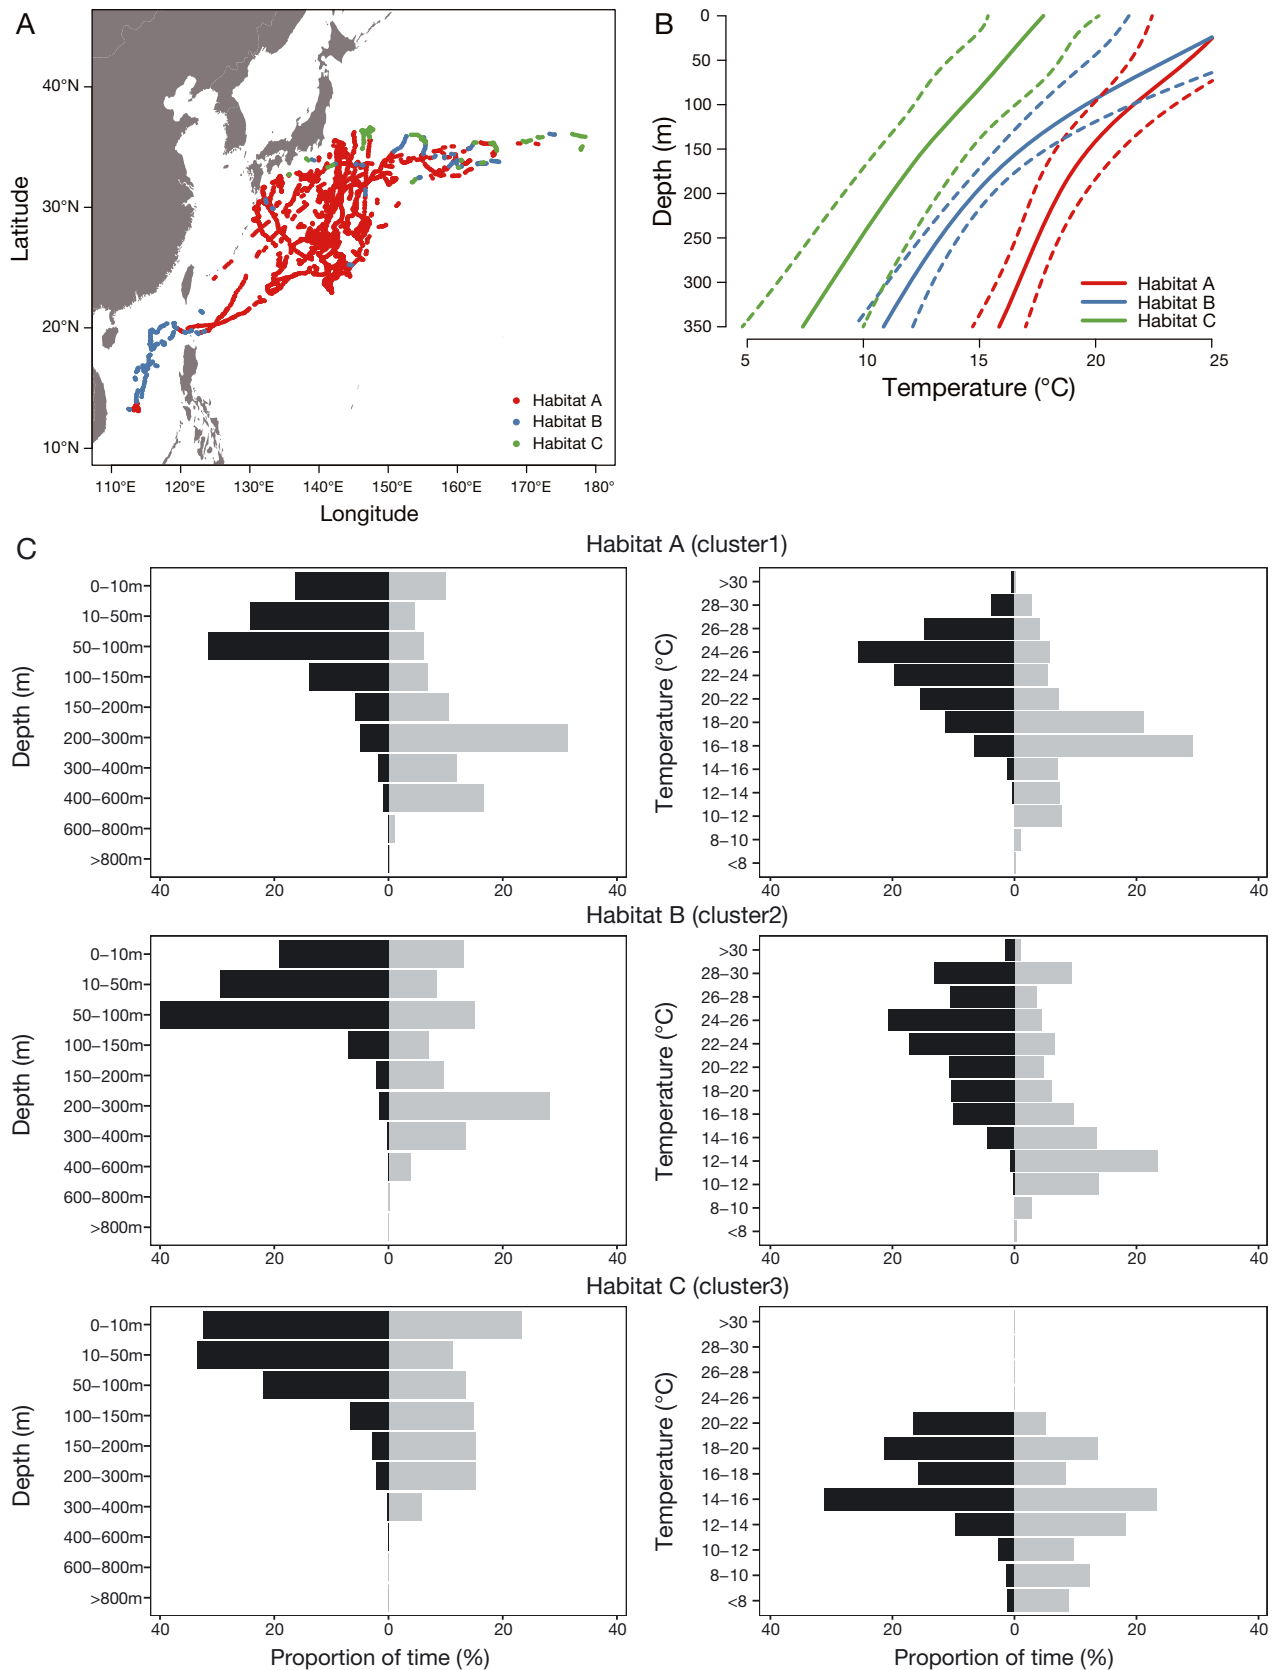 A
40°N
30°N
20°N
10°N
Latitude
110°E 120°E 130°E 140°E 150°E 160°E 170°E 180°
Longitude
Habitat A
Habitat B
Habitat C
B
0
50
100
150
200
250
300
350
Depth (m)
5 10 15 20 25
Temperature (°C)
Habitat A
Habitat B
Habitat C
C
Habitat A (cluster1)
Depth (m)
0–10m
10–50m
50–100m
100–150m
150–200m
200–300m
300–400m
400–600m
600–800m
>800m
40 20 0 20 40
Temperature (°C)
>30
28–30
26–28
24–26
22–24
20–22
18–20
16–18
14–16
12–14
10–12
8–10
<8
40 20 0 20 40
Habitat B (cluster2)
Depth (m)
0–10m
10–50m
50–100m
100–150m
150–200m
200–300m
300–400m
400–600m
600–800m
>800m
40 20 0 20 40
Temperature (°C)
>30
28–30
26–28
24–26
22–24
20–22
18–20
16–18
14–16
12–14
10–12
8–10
<8
40 20 0 20 40
Habitat C (cluster3)
Depth (m)
0–10m
10–50m
50–100m
100–150m
150–200m
200–300m
300–400m
400–600m
600–800m
>800m
40 20 0 20 40
Proportion of time (%)
Temperature (°C)
>30
28–30
26–28
24–26
20–22
18–20
16–18
14–16
12–14
10–12
8–10
<8
40 20 0 20 40
Proportion of time (%)